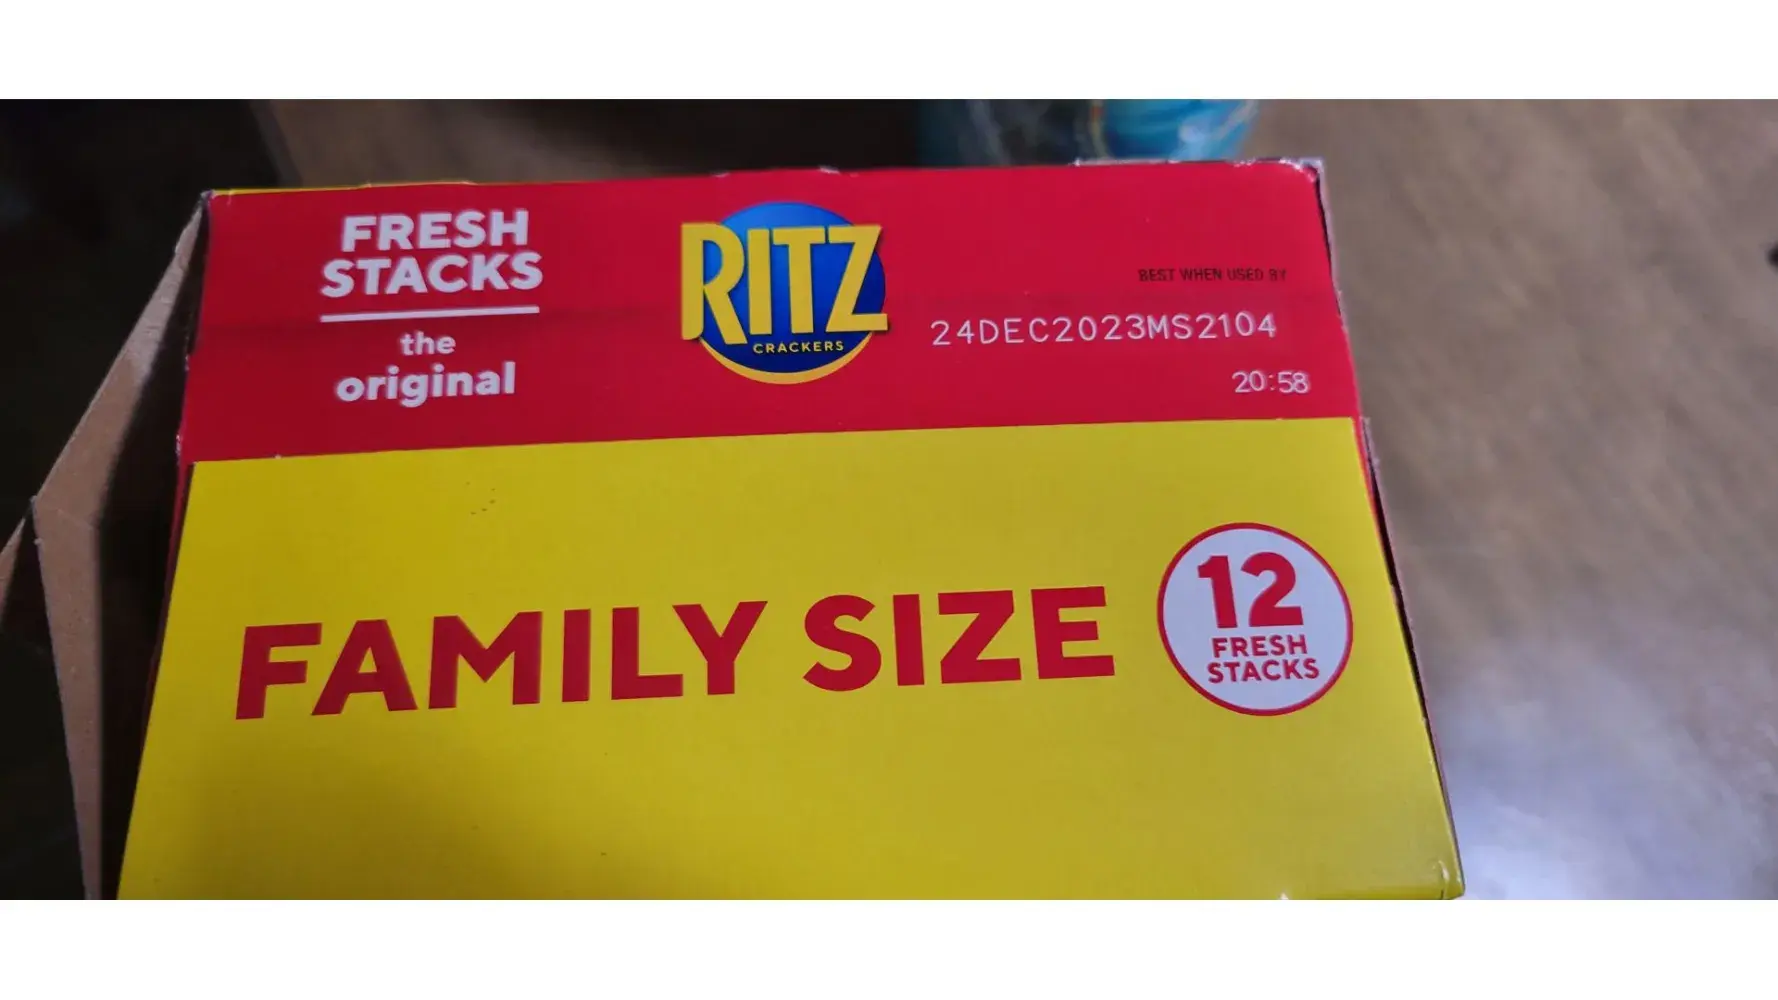 FRESH
STACKS
the
original
RITZ
CRACKERS
BEST WHEN USED BY
24DEC2023MS2104
20:58
FAMILY SIZE
12
FRESH
STACKS